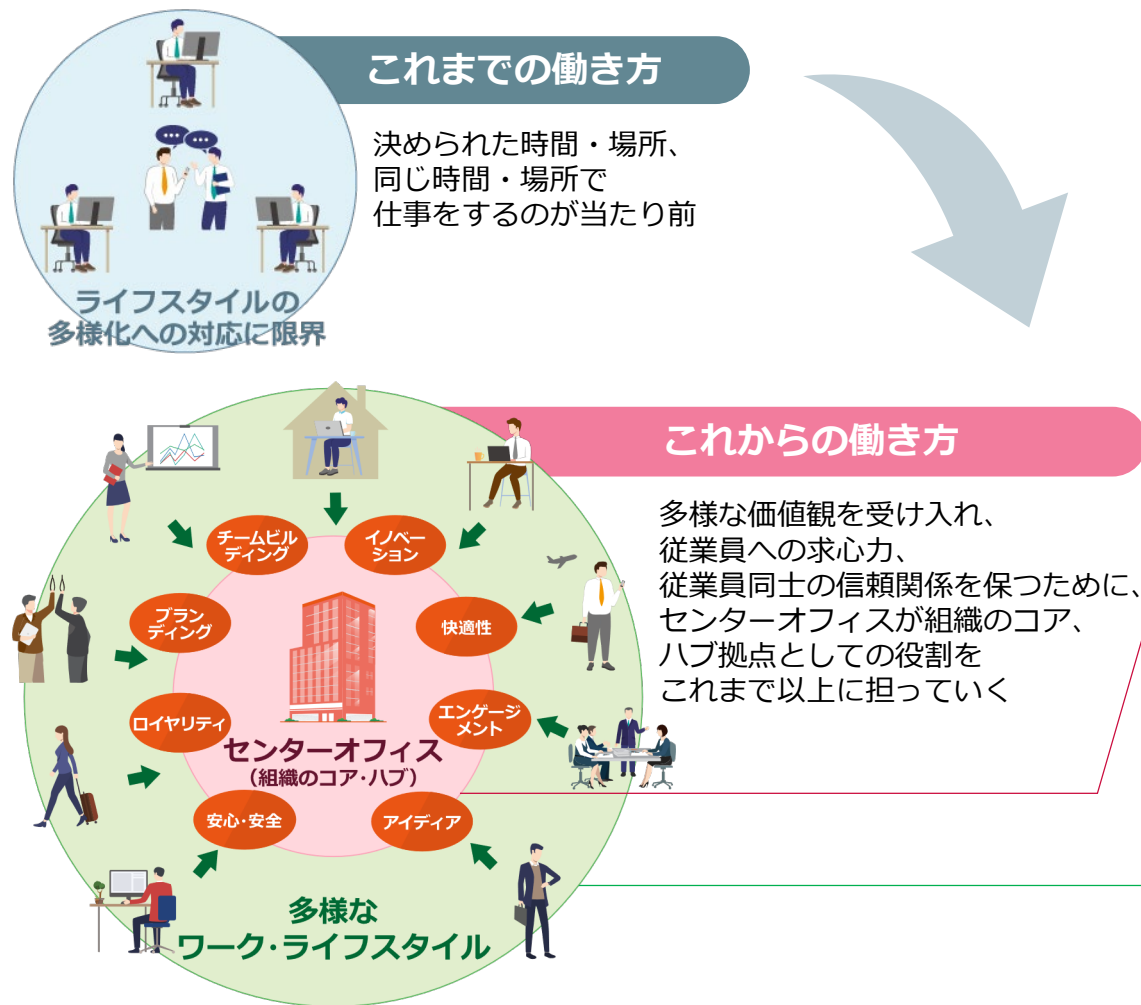 これまでの働き方
決められた時間・場所、
同じ時間・場所で
仕事をするのが当たり前
ライフスタイルの
多様化への対応に限界
これからの働き方
多様な価値観を受け入れ、
従業員への求心力、
従業員同士の信頼関係を保つために、
センターオフィスが組織のコア、
ハブ拠点としての役割を
これまで以上に担っていく
チームビル
ディング
イノベー
ション
ブラン
ディング
快適性
ロイヤリティ
エンゲージ
メント
センターオフィス
（組織のコア・ハブ）
安心・安全
アイディア
多様な
ワーク・ライフスタイル